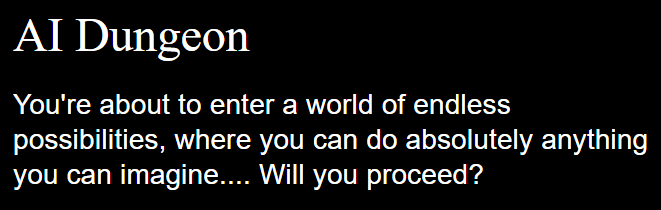 AI Dungeon
You're about to enter a world of endless
possibilities, where you can do absolutely anything
you can imagine.... Will you proceed?